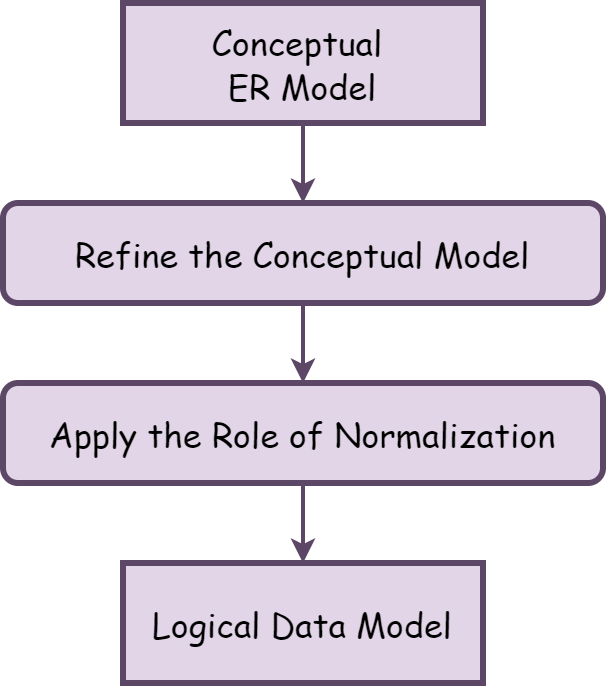 Conceptual
ER Model
Refine the Conceptual Model
Apply the Role of Normalization
Logical Data Model